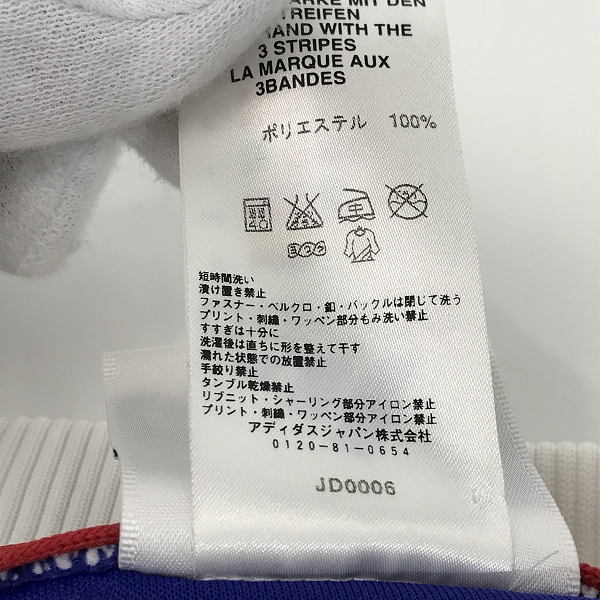 MIT DEN
STREIFEN
BRAND WITH THE
3 STRIPES
LA MARQUE AUX
3BANDES
ポリエステル 100%
40
ヨワク
短時間洗い
漬け置き禁止
ファスナー・ベルクロ・釦・バックルは閉じて洗う
プリント・刺繍・ワッペン部分もみ洗い禁止
すすぎは十分に
洗濯後は直ちに形を整えて干す
濡れた状態での放置禁止
手絞り禁止
タンブル乾燥禁止
リブニット・シャーリング部分アイロン禁止
プリント・刺繍・ワッペン部分アイロン禁止
アディダスジャパン株式会社
0120-81-0654
JD0006